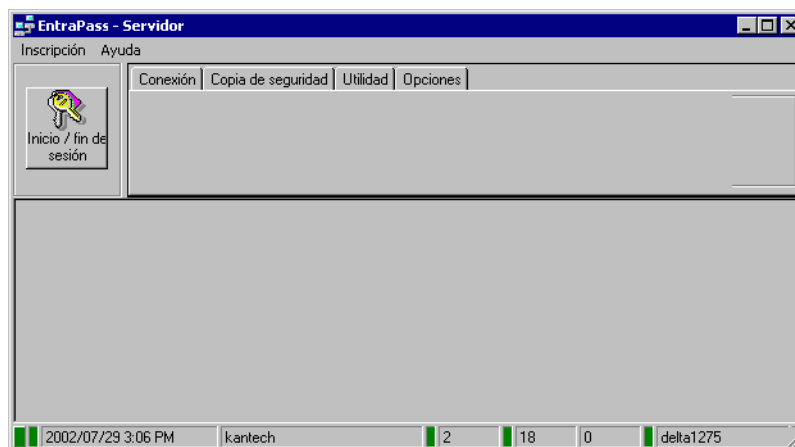 EntraPass - Servidor
Inscripción Ayuda
Conexión Copia de seguridad Utilidad Opciones
Inicio / fin de
sesión
2002/07/29 3:06 PM kantech 2 18 0 delta1275